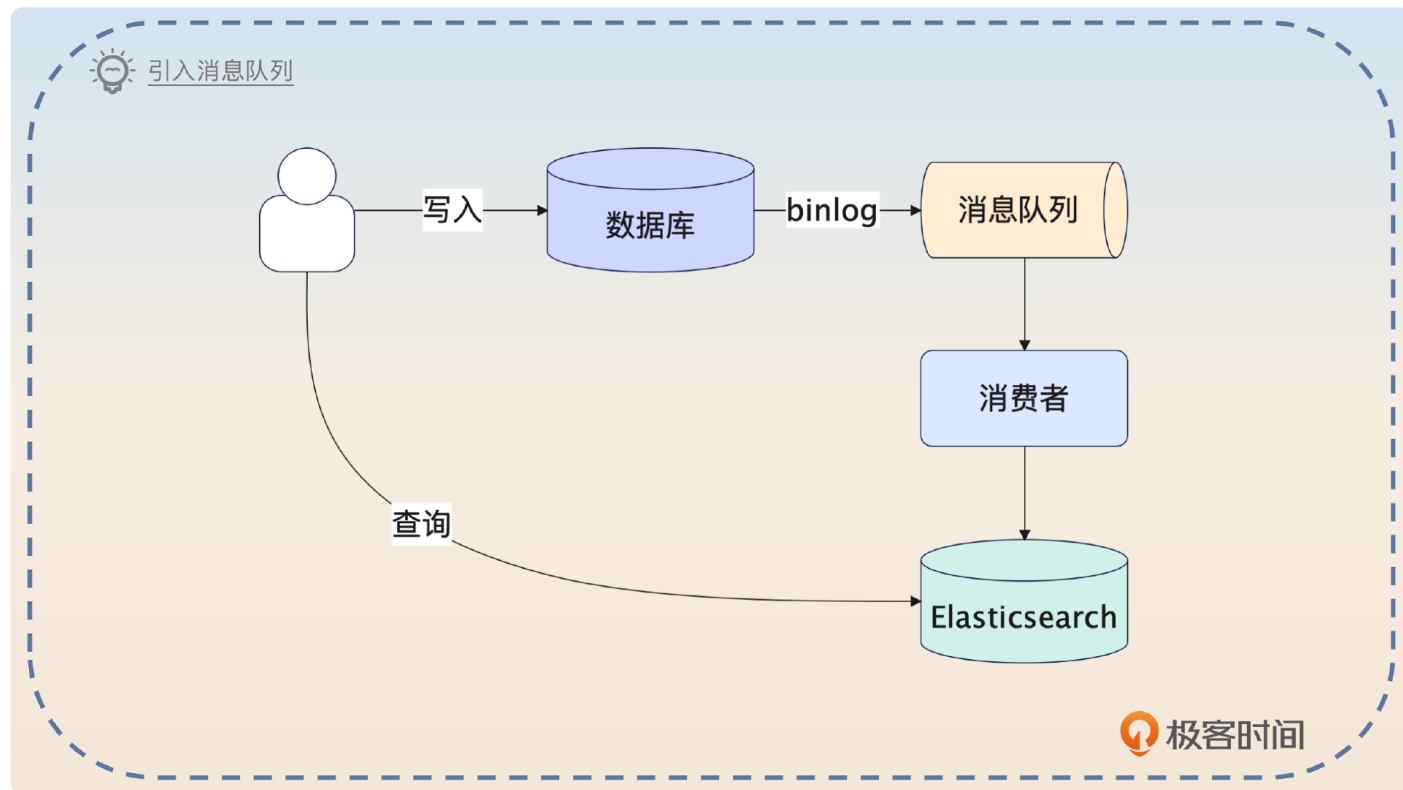 引入消息队列
写入
数据库
binlog
消息队列
消费者
查询
Elasticsearch
极客时间